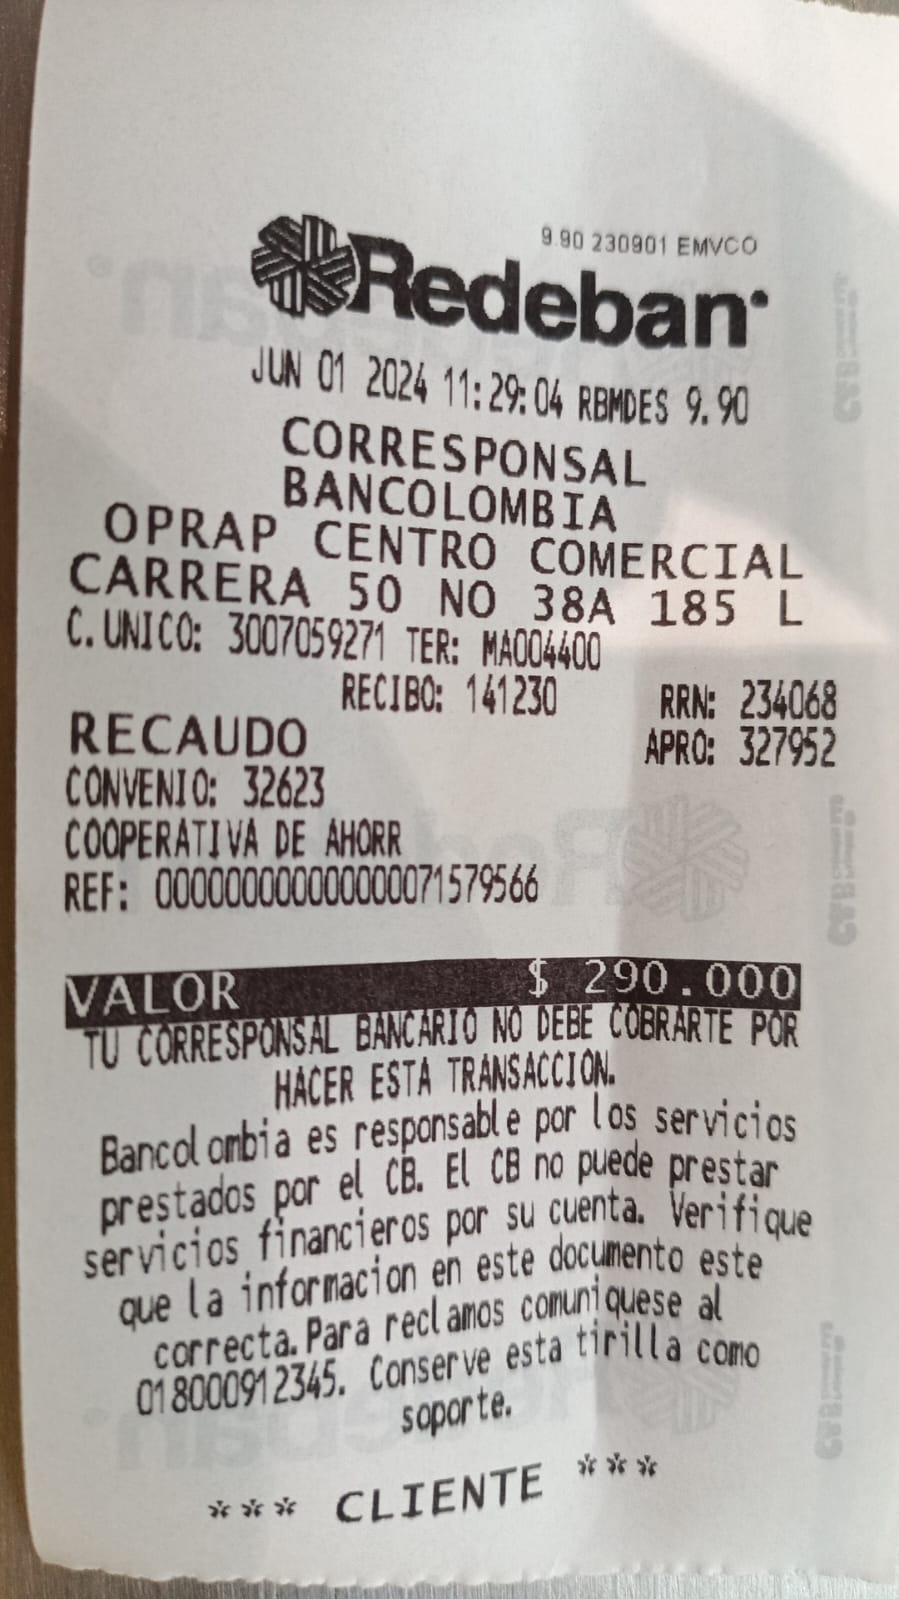 9.90 230901 EMVCO
Redeban
JUN 01 2024 11:29:04 RBMDES 9.90
CORRESPONSAL
BANCOLOMBIA
OPRAP CENTRO COMERCIAL
CARRERA 50 NO 38A 185 L
C. UNICO: 3007059271 TER: MA004400
RECIBO: 141230 RRN: 234068
RECAUDO APRO: 327952
CONVENIO: 32623
COOPERATIVA DE AHORR
REF: 0000000000000000071579566
VALOR $ 290.000
TU CORRESPONSAL BANCARIO NO DEBE COBRARTE POR
HACER ESTA TRANSACCION.
Bancolombia es responsable por los servicios
prestados por el CB. El CB no puede prestar
servicios financieros por su cuenta. Verifique
que la informacion en este documento este
correcta. Para reclamos comuniquese al
018000912345. Conserve esta tirilla como
soporte.
*** CLIENTE ***